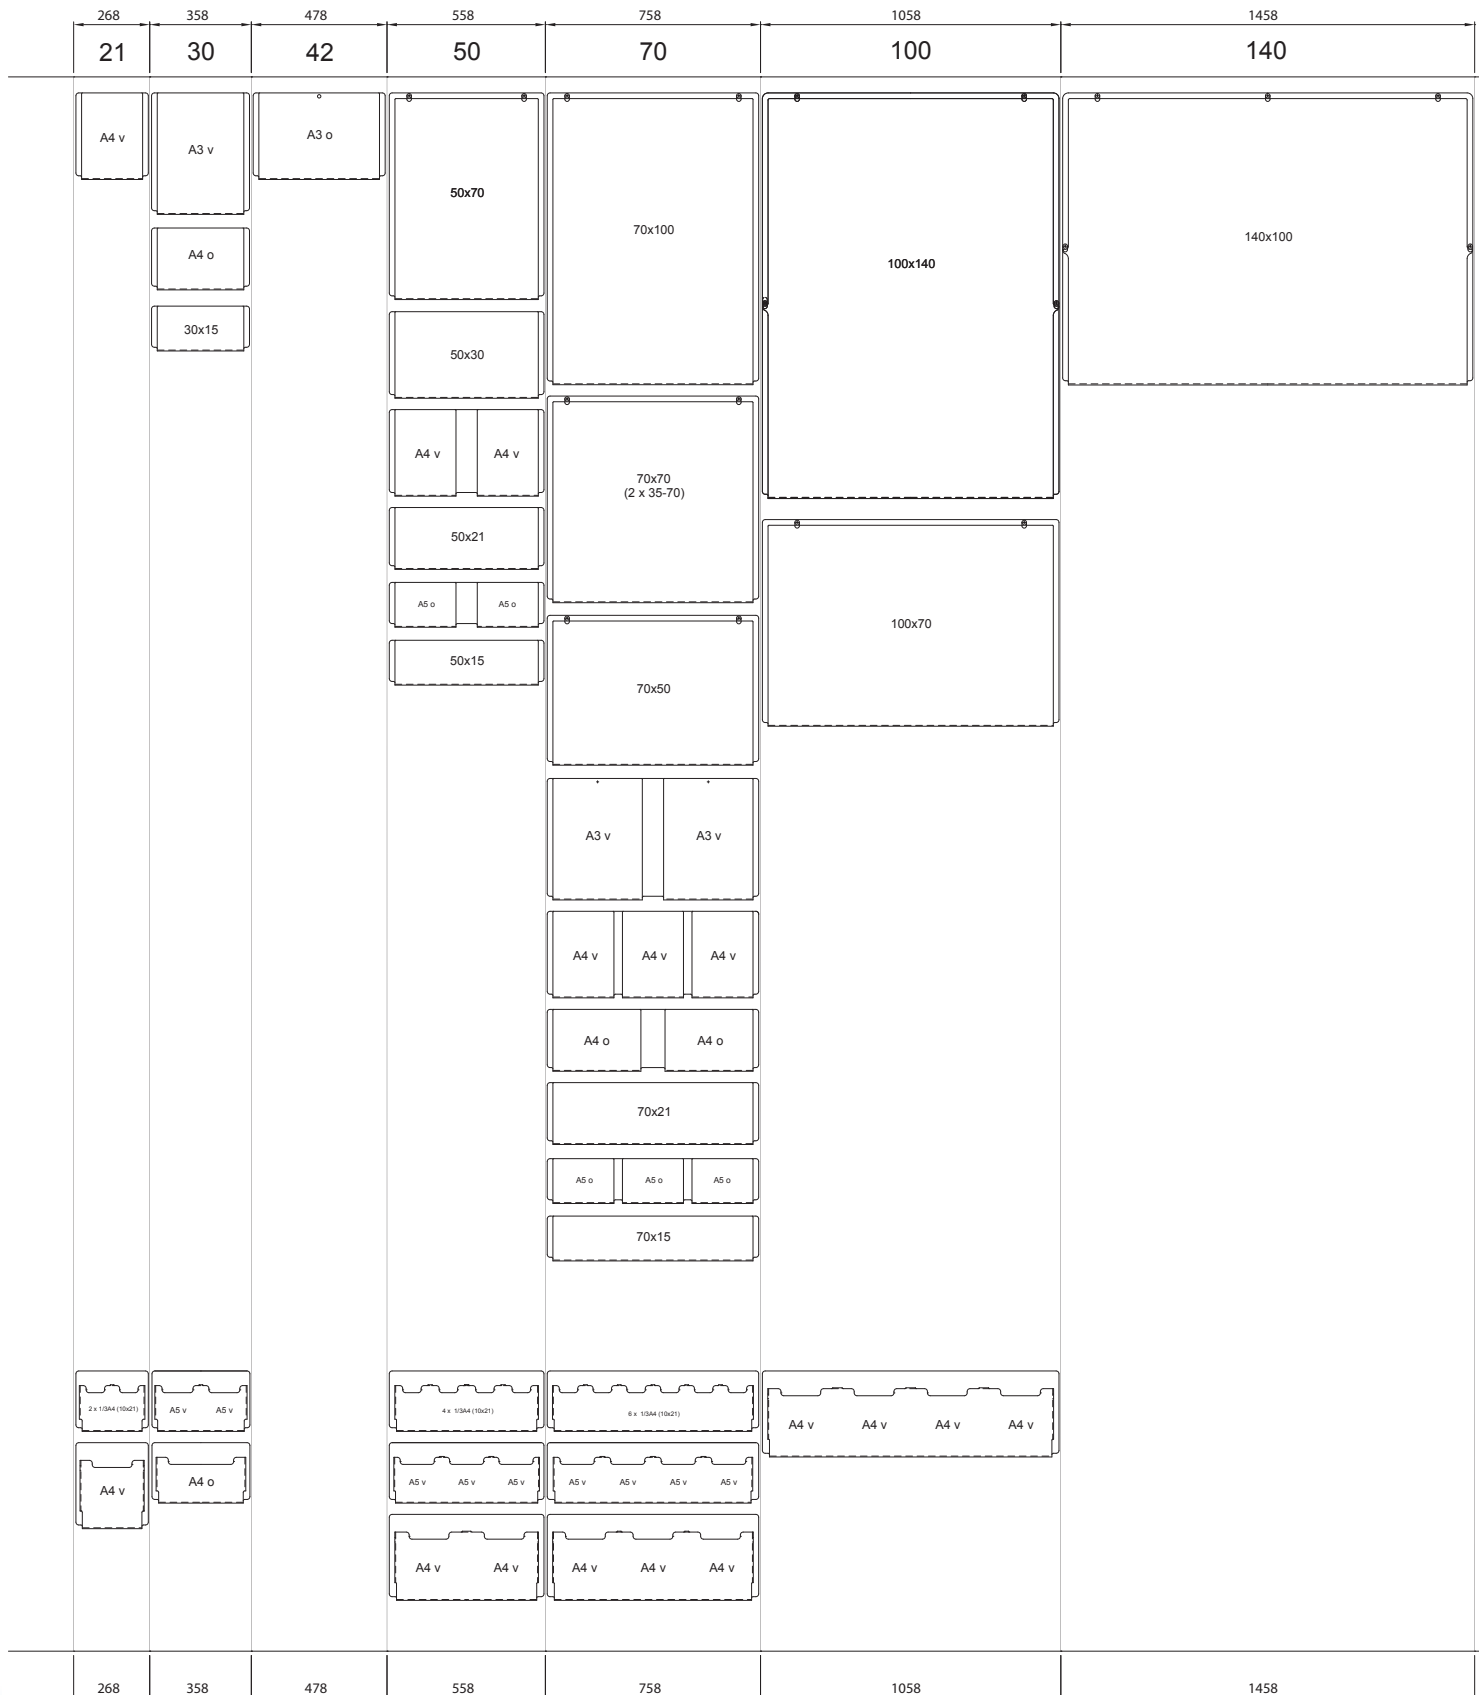 268 358 478 558 758 1058 1458
21 30 42 50 70 100 140
A4 v
A3 v
A4 o
30x15
A3 o
50x70
50x30
A4 v A4 v
50x21
A5 o A5 o
50x15
70x100
70x70
(2 x 35-70)
70x50
A3 v A3 v
A4 v A4 v A4 v
A4 o A4 o
70x21
A5 o A5 o A5 o
70x15
100x140
100x70
140x100
2 x 1/3A4 (10x21)
A4 v
A5 v A5 v
A4 o
4 x 1/3A4 (10x21)
A5 v A5 v A5 v
A4 v A4 v
6 x 1/3A4 (10x21)
A5 v A5 v A5 v A5 v
A4 v A4 v A4 v
A4 v A4 v A4 v A4 v
268 358 478 558 758 1058 1458